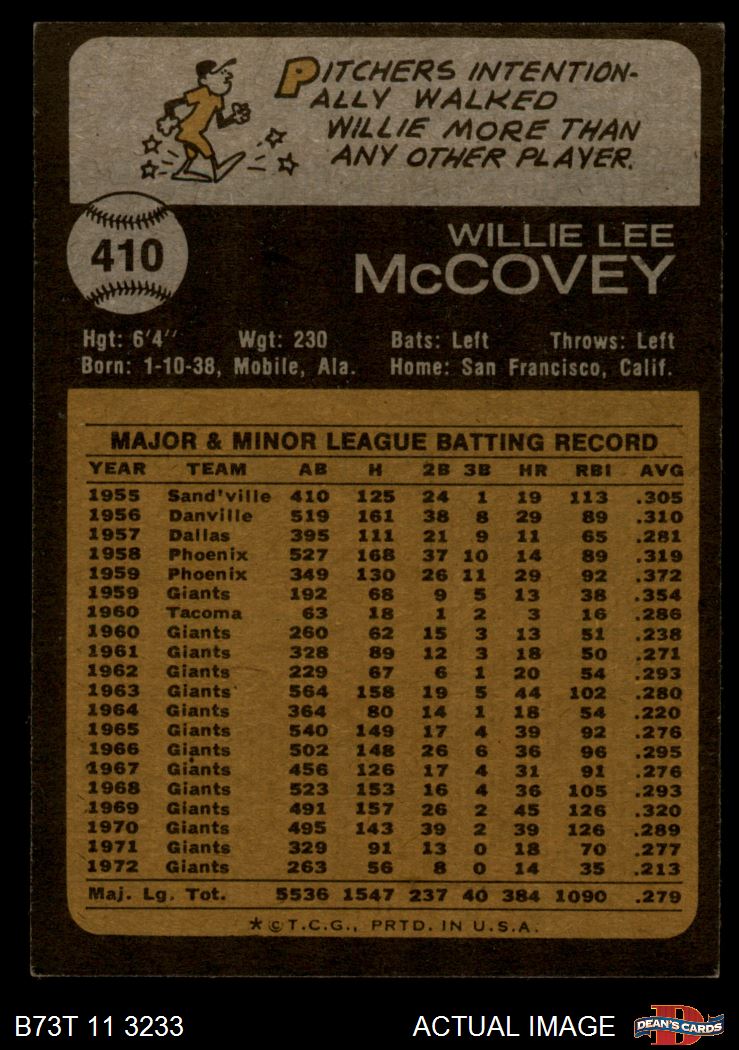 PITCHERS INTENTION-
ALLY WALKED
WILLIE MORE THAN
ANY OTHER PLAYER.
410
WILLIE LEE
McCOVEY
Hgt: 6'4" Wgt: 230 Bats: Left Throws: Left
Born: 1-10-38, Mobile, Ala. Home: San Francisco, Calif.
MAJOR & MINOR LEAGUE BATTING RECORD
YEAR TEAM AB H 2B 3B HR RBI AVG
1955 Sand'ville 410 125 24 1 19 113 .305
1956 Danville 519 161 38 8 29 89 .310
1957 Dallas 395 111 21 9 11 65 .281
1958 Phoenix 527 168 37 10 14 89 .319
1959 Phoenix 349 130 26 11 29 92 .372
1959 Giants 192 68 9 5 13 38 .354
1960 Tacoma 63 18 1 2 3 16 .286
1960 Giants 260 62 15 3 13 51 .238
1961 Giants 328 89 12 3 18 50 .271
1962 Giants 229 67 6 1 20 54 .293
1963 Giants 564 158 19 5 44 102 .280
1964 Giants 364 80 14 1 18 54 .220
1965 Giants 540 149 17 4 39 92 .276
1966 Giants 502 148 26 6 36 96 .295
1967 Giants 456 126 17 4 31 91 .276
1968 Giants 523 153 16 4 36 105 .293
1969 Giants 491 157 26 2 45 126 .320
1970 Giants 495 143 39 2 39 126 .289
1971 Giants 329 91 13 0 18 70 .277
1972 Giants 263 56 8 0 14 35 .213
Maj. Lg. Tot. 5536 1547 237 40 384 1090 .279
*©T.C.G., PRTD. IN U.S.A.
B73T 11 3233 ACTUAL IMAGE D DEAN'S CARDS